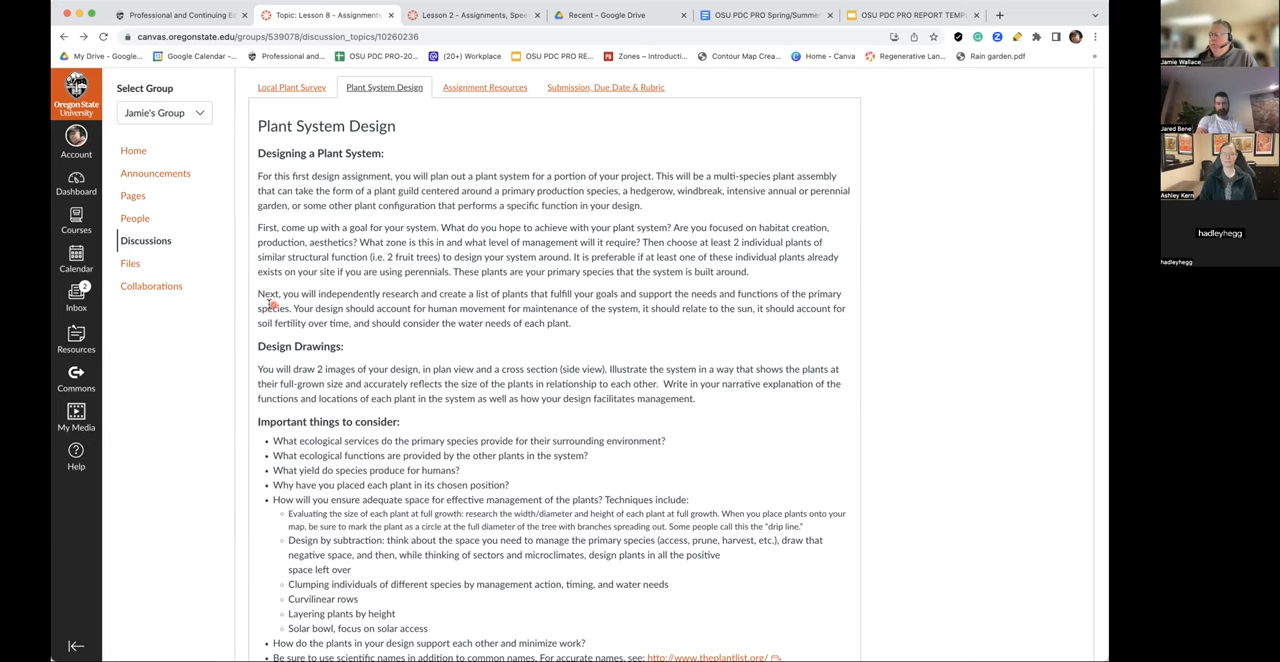 Professional and Continuing E
Topic: Lesson 8 - Assignments
Lesson 2 - Assignments, Spec
Recent - Google Drive
OSU PDC PRO Spring/Summer
OSU PDC PRO REPORT TEMPL
canvas.oregonstate.edu/groups/539078/discussion_topics/10260236
My Drive - Google...
Google Calendar -...
Professional and...
OSU PDC PRO-20...
(20+) Workplace
OSU PDC PRO RE...
Zones – Introducti...
Contour Map Crea...
Home - Canva
Regenerative Lan...
Rain garden.pdf
Oregon State
University
Account
Dashboard
Courses
Calendar
2
Inbox
Resources
Commons
My Media
Help
Select Group
Jamie's Group
Home
Announcements
Pages
People
Discussions
Files
Collaborations
Local Plant Survey
Plant System Design
Assignment Resources
Submission, Due Date & Rubric
Plant System Design
Designing a Plant System:
For this first design assignment, you will plan out a plant system for a portion of your project. This will be a multi-species plant assembly
that can take the form of a plant guild centered around a primary production species, a hedgerow, windbreak, intensive annual or perennial
garden, or some other plant configuration that performs a specific function in your design.
First, come up with a goal for your system. What do you hope to achieve with your plant system? Are you focused on habitat creation,
production, aesthetics? What zone is this in and what level of management will it require? Then choose at least 2 individual plants of
similar structural function (i.e. 2 fruit trees) to design your system around. It is preferable if at least one of these individual plants already
exists on your site if you are using perennials. These plants are your primary species that the system is built around.
Next, you will independently research and create a list of plants that fulfill your goals and support the needs and functions of the primary
species. Your design should account for human movement for maintenance of the system, it should relate to the sun, it should account for
soil fertility over time, and should consider the water needs of each plant.
Design Drawings:
You will draw 2 images of your design, in plan view and a cross section (side view). Illustrate the system in a way that shows the plants at
their full-grown size and accurately reflects the size of the plants in relationship to each other. Write in your narrative explanation of the
functions and locations of each plant in the system as well as how your design facilitates management.
Important things to consider:
• What ecological services do the primary species provide for their surrounding environment?
• What ecological functions are provided by the other plants in the system?
• What yield do species produce for humans?
• Why have you placed each plant in its chosen position?
• How will you ensure adequate space for effective management of the plants? Techniques include:
◦ Evaluating the size of each plant at full growth: research the width/diameter and height of each plant at full growth. When you place plants onto your
map, be sure to mark the plant as a circle at the full diameter of the tree with branches spreading out. Some people call this the "drip line."
◦ Design by subtraction: think about the space you need to manage the primary species (access, prune, harvest, etc.), draw that
negative space, and then, while thinking of sectors and microclimates, design plants in all the positive
space left over
◦ Clumping individuals of different species by management action, timing, and water needs
◦ Curvilinear rows
◦ Layering plants by height
◦ Solar bowl, focus on solar access
• How do the plants in your design support each other and minimize work?
• Be sure to use scientific names in addition to common names. For accurate names, see: http://www.theplantlist.org/
Jamie Wallace
Jared Bene
Ashley Kern
hadleyhegg
hadleyhegg